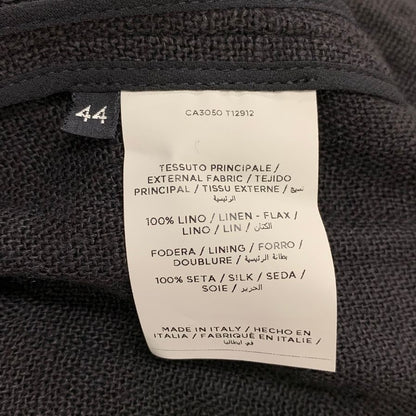 44
CA3050 T12912
TESSUTO PRINCIPALE /
EXTERNAL FABRIC / TEJIDO
PRINCIPAL / TISSU EXTERNE / نسيج
الرئيسية
100% LINO / LINEN - FLAX /
LINO / LIN / الكتان
FODERA / LINING / FORRO /
DOUBLURE / بطانة الرئيسية
100% SETA / SILK / SEDA /
SOIE / الحرير
MADE IN ITALY / HECHO EN
ITALIA / FABRIQUÉ EN ITALIE /
في إيطاليا